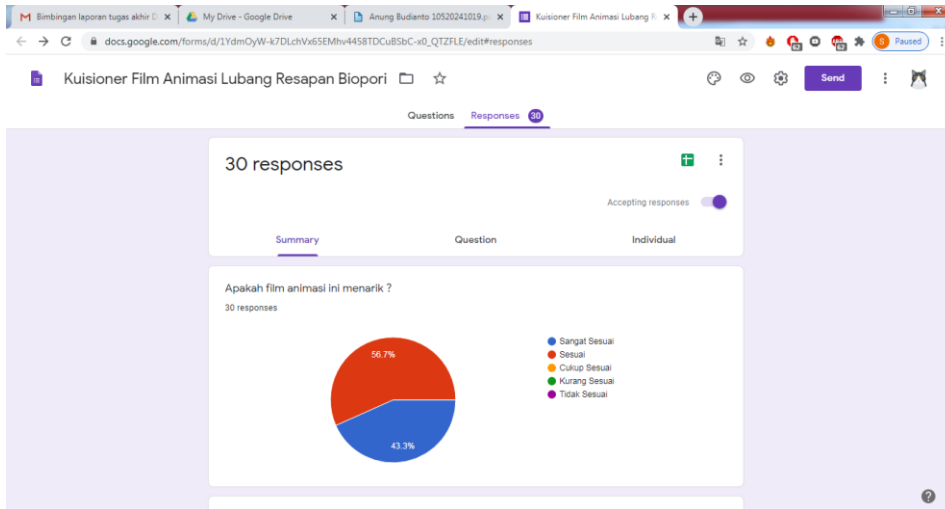 Bimbingan laporan tugas akhir D
My Drive - Google Drive
Anung Budianto 10520241019.p
Kuisioner Film Animasi Lubang R
docs.google.com/forms/d/1YdmOyW-k7DLchVx65EMhv4458TDCuBSbC-x0_QTZFLE/edit#responses
S Paused
Kuisioner Film Animasi Lubang Resapan Biopori
Send
Questions Responses 30
30 responses
Accepting responses
Summary Question Individual
Apakah film animasi ini menarik ?
30 responses
56.7%
43.3%
Sangat Sesuai
Sesuai
Cukup Sesuai
Kurang Sesuai
Tidak Sesuai